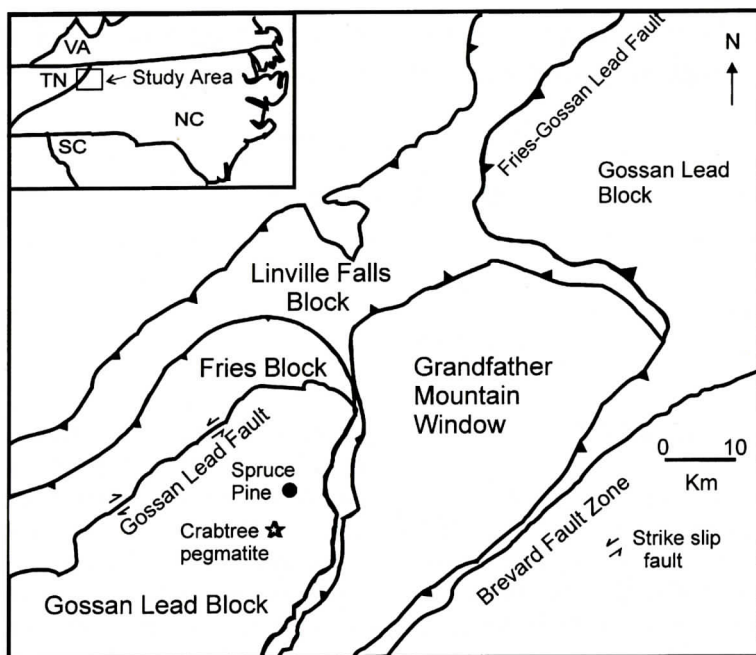 VA
TN
Study Area
NC
SC
N
Fries-Gossan Lead Fault
Gossan Lead
Block
Linville Falls
Block
Fries Block
Grandfather
Mountain
Window
Gossan Lead Fault
Spruce
Pine
Crabtree
pegmatite
Gossan Lead Block
0 10
Km
Brevard Fault Zone
Strike slip
fault